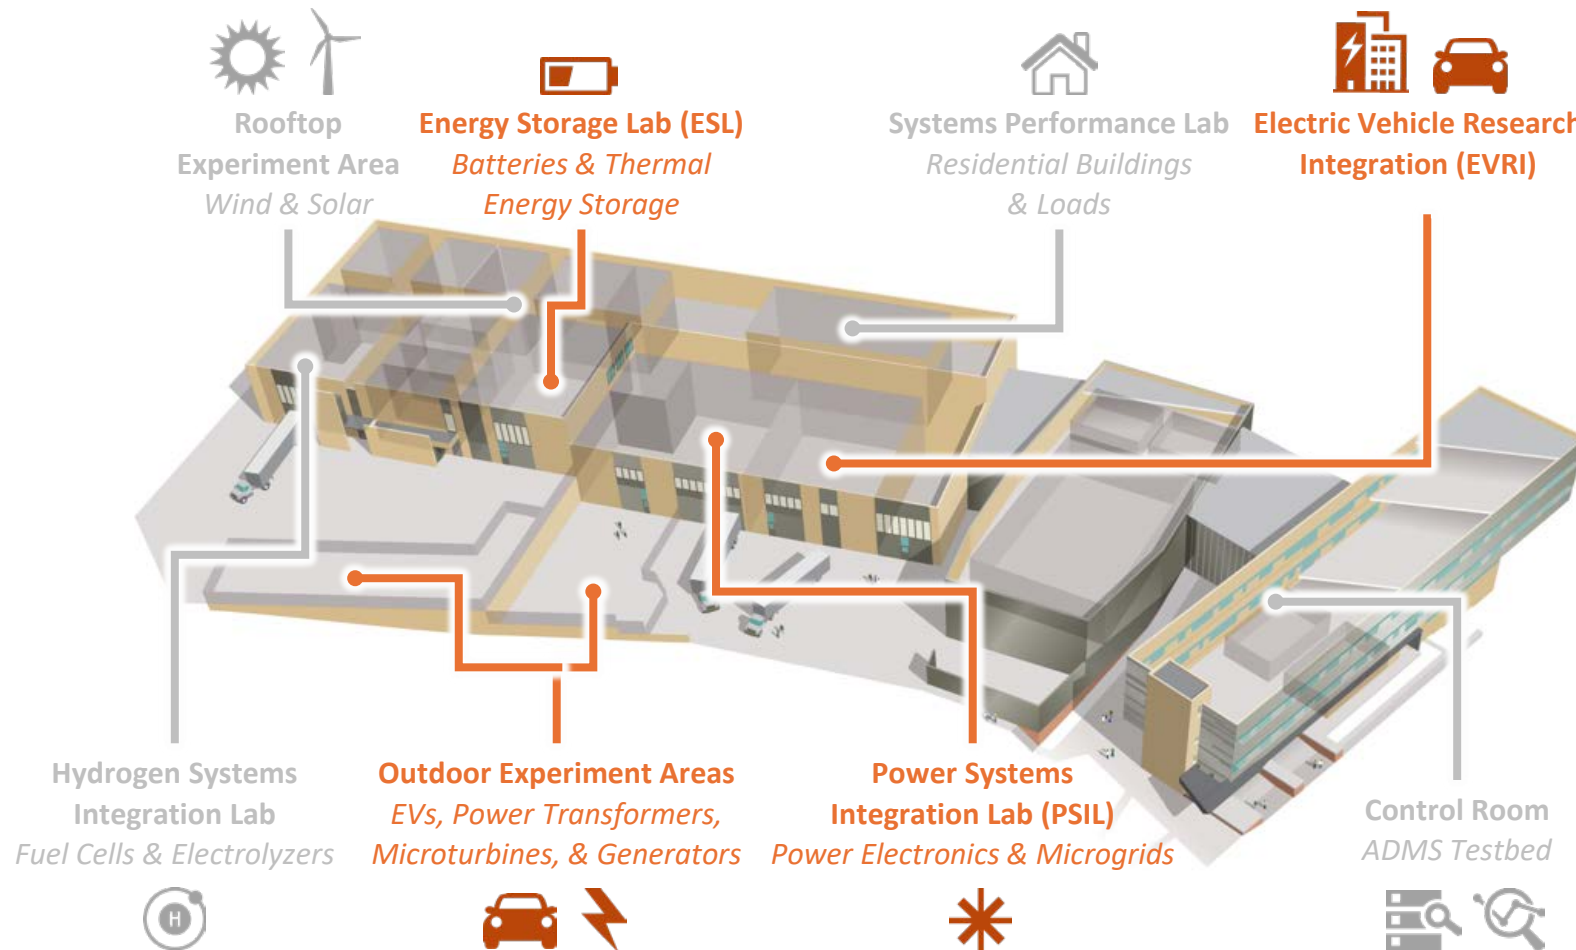 Rooftop
Experiment Area
Wind & Solar
Energy Storage Lab (ESL)
Batteries & Thermal
Energy Storage
Systems Performance Lab
Residential Buildings
& Loads
Electric Vehicle Research
Integration (EVRI)
Hydrogen Systems
Integration Lab
Fuel Cells & Electrolyzers
H
Outdoor Experiment Areas
EVs, Power Transformers,
Microturbines, & Generators
Power Systems
Integration Lab (PSIL)
Power Electronics & Microgrids
Control Room
ADMS Testbed